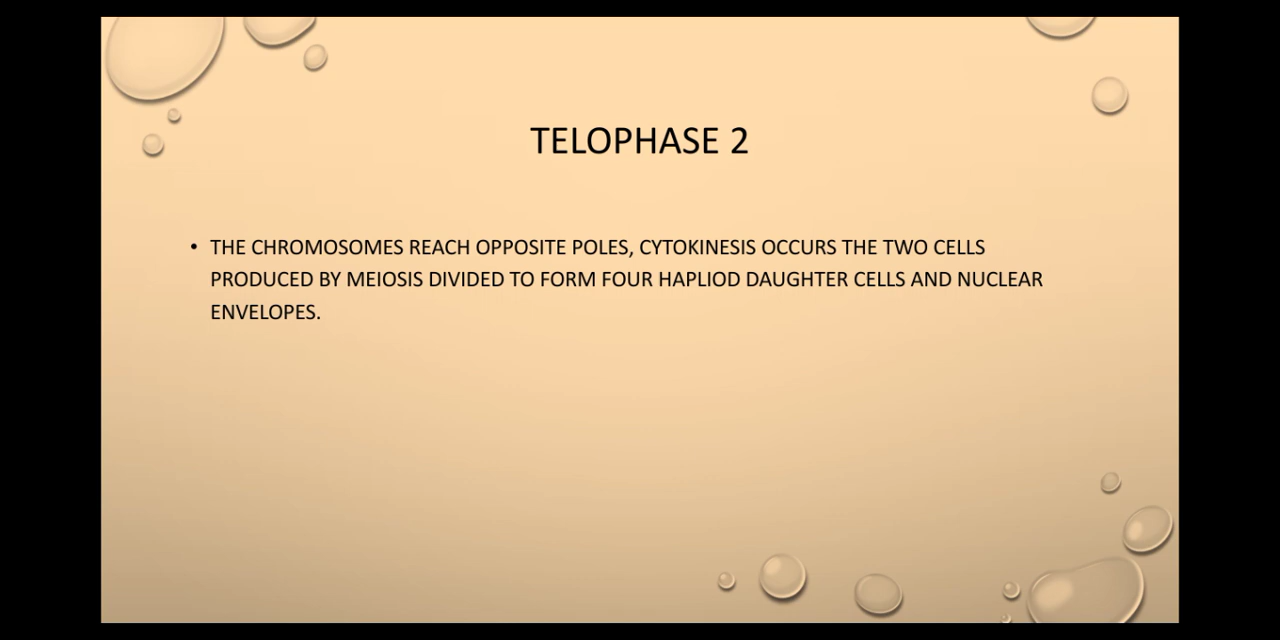 TELOPHASE 2
• THE CHROMOSOMES REACH OPPOSITE POLES, CYTOKINESIS OCCURS THE TWO CELLS
PRODUCED BY MEIOSIS DIVIDED TO FORM FOUR HAPLIOD DAUGHTER CELLS AND NUCLEAR
ENVELOPES.